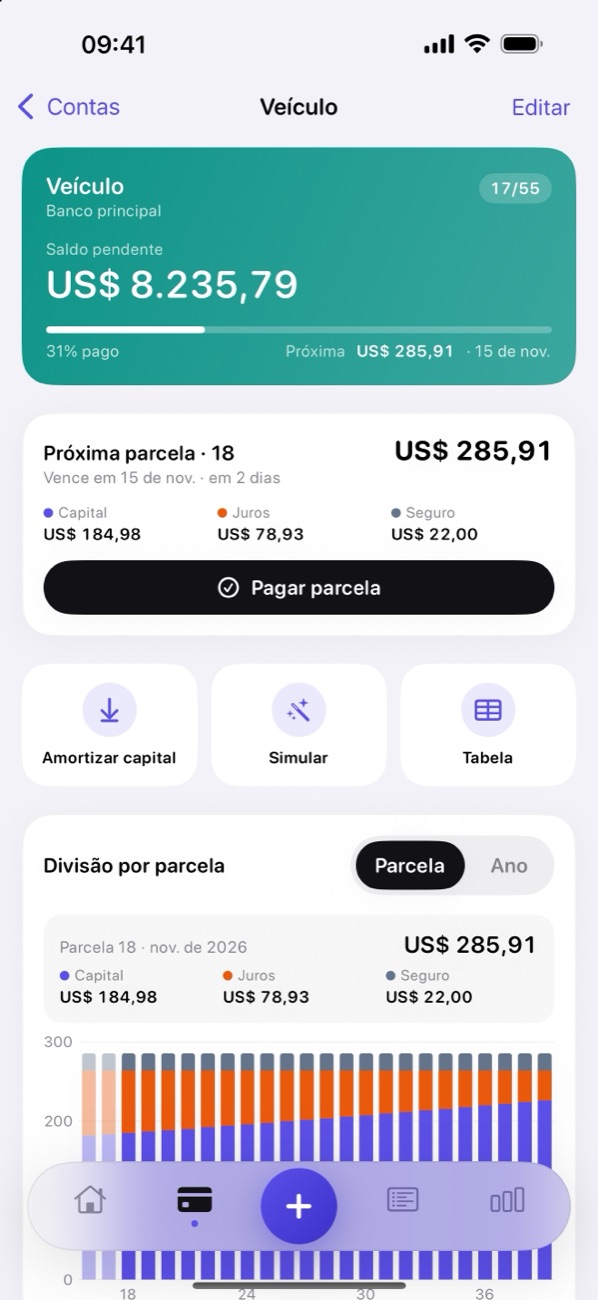 09:41
Contas
Veículo
Editar
Veículo
17/55
Banco principal
Saldo pendente
US$ 8.235,79
31% pago
Próxima US$ 285,91 · 15 de nov.
Próxima parcela · 18
US$ 285,91
Vence em 15 de nov. · em 2 dias
Capital
Juros
Seguro
US$ 184,98
US$ 78,93
US$ 22,00
Pagar parcela
Amortizar capital
Simular
Tabela
Divisão por parcela
Parcela
Ano
Parcela 18 · nov. de 2026
US$ 285,91
Capital
Juros
Seguro
US$ 184,98
US$ 78,93
US$ 22,00
300
200
0
18
24
30
36